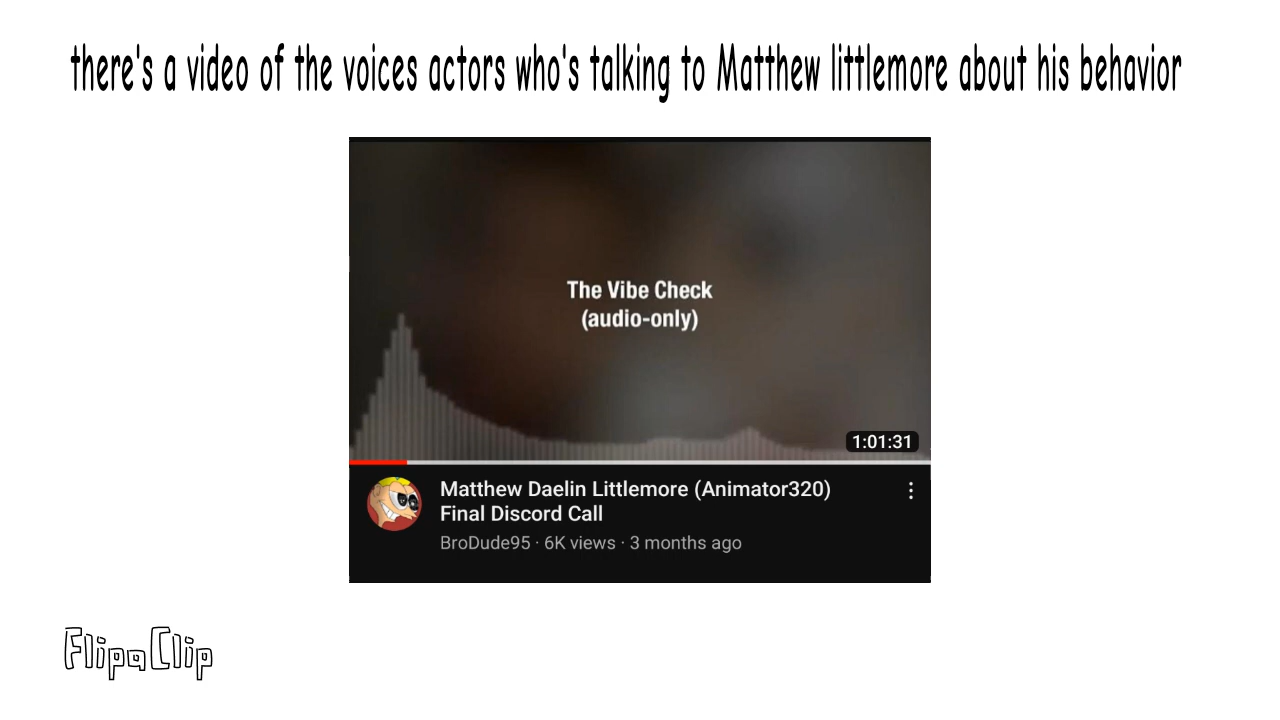 there's a video of the voices actors who's talking to Matthew littlemore about his behavior
The Vibe Check
(audio-only)
1:01:31
Matthew Daelin Littlemore (Animator320)
Final Discord Call
BroDude95 · 6K views · 3 months ago
FlipaClip